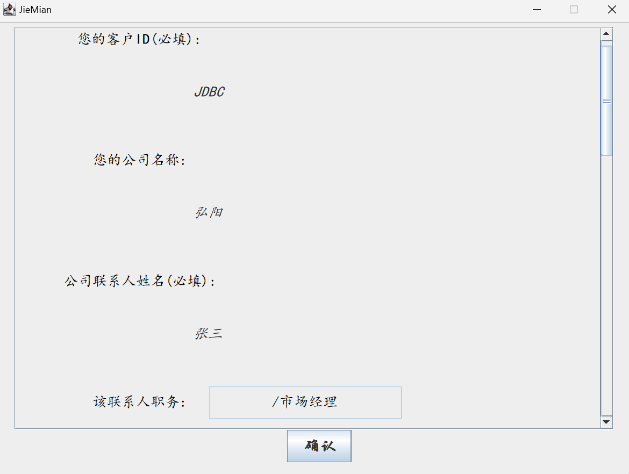 JieMian
您的客户ID(必填):
JDBC
您的公司名称:
弘阳
公司联系人姓名(必填):
张三
该联系人职务: /市场经理
确认